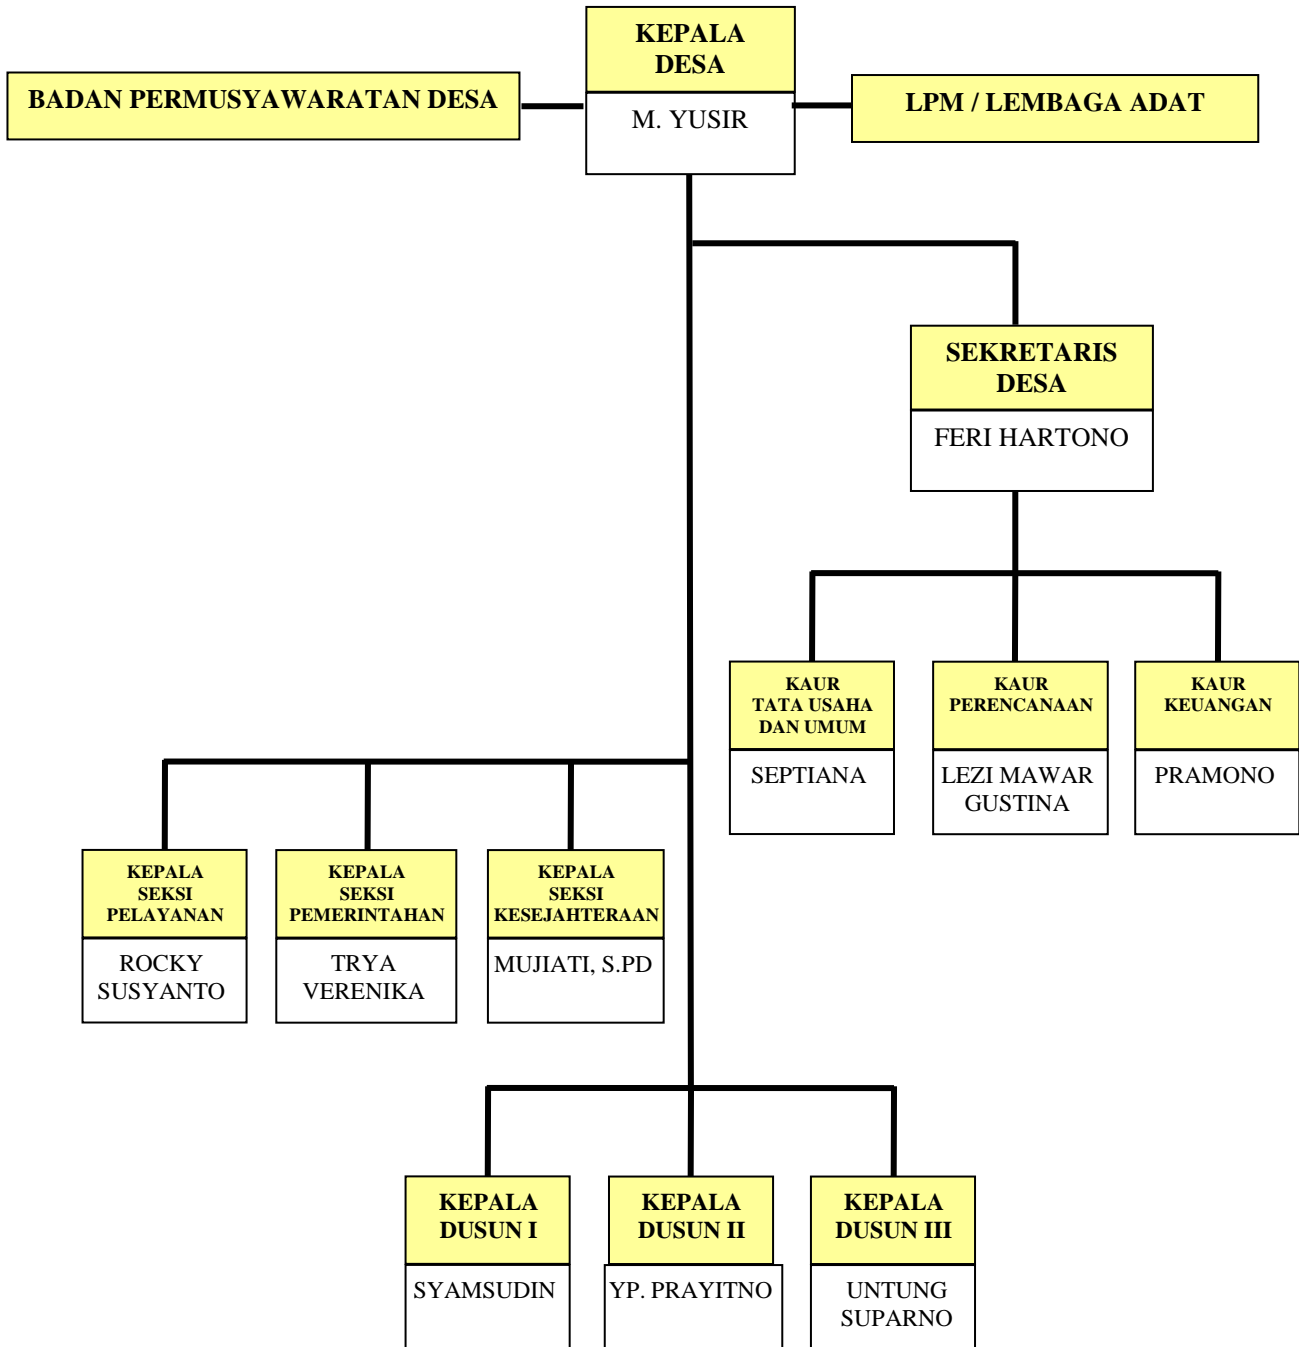 KEPALA
DESA
M. YUSIR
BADAN PERMUSYAWARATAN DESA
LPM / LEMBAGA ADAT
SEKRETARIS
DESA
FERI HARTONO
KAUR
TATA USAHA
DAN UMUM
SEPTIANA
KAUR
PERENCANAAN
LEZI MAWAR
GUSTINA
KAUR
KEUANGAN
PRAMONO
KEPALA
SEKSI
PELAYANAN
ROCKY
SUSYANTO
KEPALA
SEKSI
PEMERINTAHAN
TRYA
VERENIKA
KEPALA
SEKSI
KESEJAHTERAAN
MUJIATI, S.PD
KEPALA
DUSUN I
SYAMSUDIN
KEPALA
DUSUN II
YP. PRAYITNO
KEPALA
DUSUN III
UNTUNG
SUPARNO